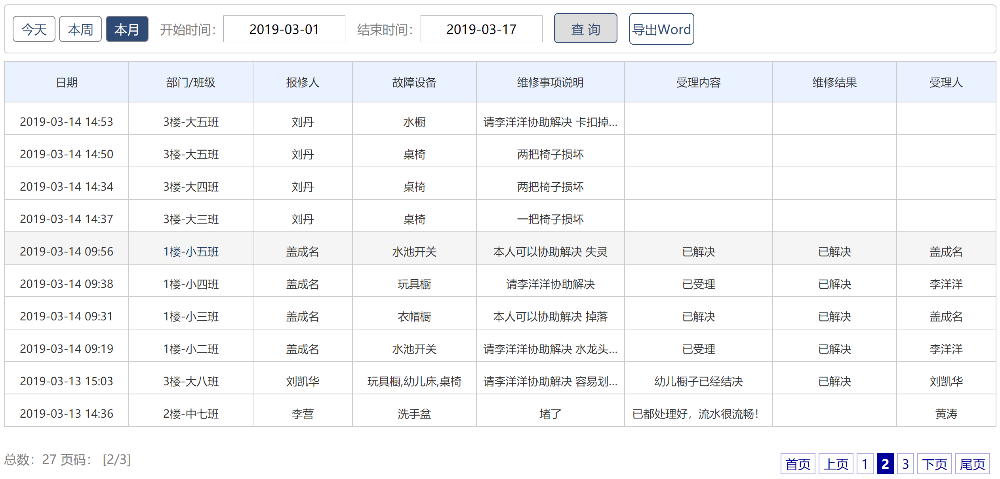 今天 本周 本月 开始时间： 2019-03-01 结束时间： 2019-03-17 查 询 导出Word
日期 部门/班级 报修人 故障设备 维修事项说明 受理内容 维修结果 受理人
2019-03-14 14:53 3楼-大五班 刘丹 水橱 请李洋洋协助解决 卡扣掉...
2019-03-14 14:50 3楼-大五班 刘丹 桌椅 两把椅子损坏
2019-03-14 14:34 3楼-大四班 刘丹 桌椅 两把椅子损坏
2019-03-14 14:37 3楼-大三班 刘丹 桌椅 一把椅子损坏
2019-03-14 09:56 1楼-小五班 盖成名 水池开关 本人可以协助解决 失灵 已解决 已解决 盖成名
2019-03-14 09:38 1楼-小四班 盖成名 玩具橱 请李洋洋协助解决 已受理 已解决 李洋洋
2019-03-14 09:31 1楼-小三班 盖成名 衣帽橱 本人可以协助解决 掉落 已解决 已解决 盖成名
2019-03-14 09:19 1楼-小二班 盖成名 水池开关 请李洋洋协助解决 水龙头... 已受理 已解决 李洋洋
2019-03-13 15:03 3楼-大八班 刘凯华 玩具橱,幼儿床,桌椅 请李洋洋协助解决 容易划... 幼儿橱子已经结决 已解决 刘凯华
2019-03-13 14:36 2楼-中七班 李营 洗手盆 堵了 已都处理好，流水很流畅！ 黄涛
总数：27 页码： [2/3] 首页 上页 1 2 3 下页 尾页